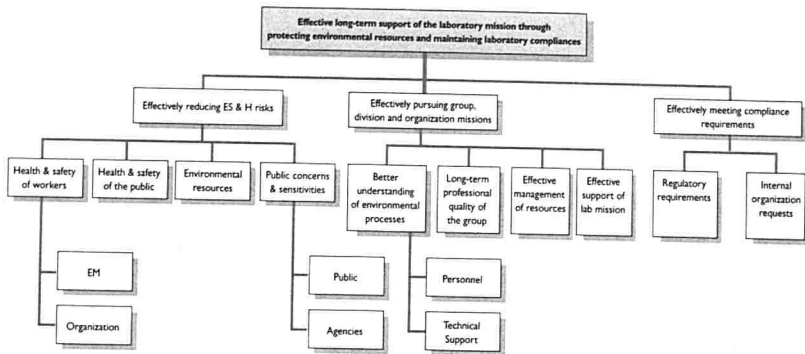 Effective long-term support of the laboratory mission through
protecting environmental resources and maintaining laboratory compliances
Effectively reducing ES & H risks
Effectively pursuing group,
division and organization missions
Effectively meeting compliance
requirements
Health & safety
of workers
Health & safety
of the public
Environmental
resources
Public concerns
& sensitivities
Better
understanding
of environmental
processes
Long-term
professional
quality of
the group
Effective
management
of resources
Effective
support of
lab mission
Regulatory
requirements
Internal
organization
requests
EM
Organization
Public
Agencies
Personnel
Technical
Support